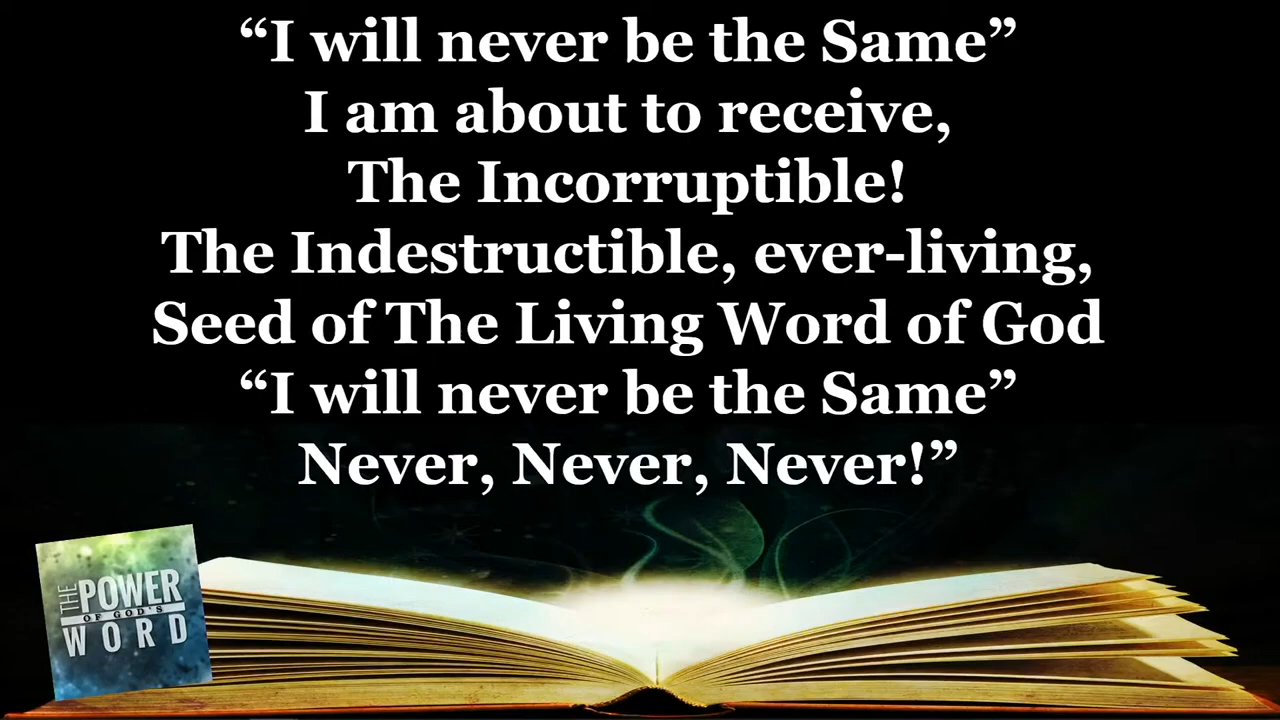 “I will never be the Same”
I am about to receive,
The Incorruptible!
The Indestructible, ever-living,
Seed of The Living Word of God
“I will never be the Same”
Never, Never, Never!”
THE POWER
OF GOD'S
WORD